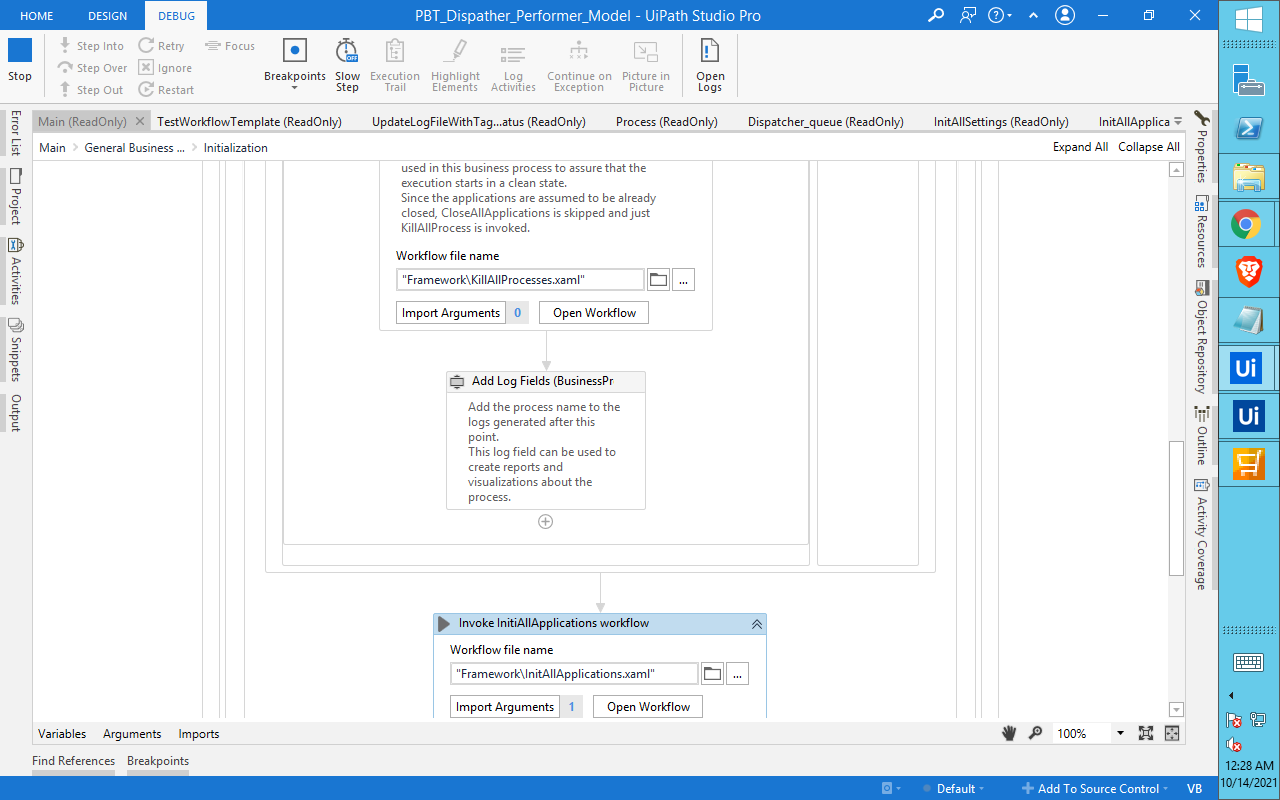 HOME
DESIGN
DEBUG
PBT_Dispather_Performer_Model - UiPath Studio Pro
Stop
Step Into
Step Over
Step Out
Retry
Ignore
Restart
Focus
Breakpoints
Slow
Step
OFF
Execution
Trail
Highlight
Elements
Log
Activities
Continue on
Exception
Picture in
Picture
Open
Logs
Main (ReadOnly)
TestWorkflowTemplate (ReadOnly)
UpdateLogFileWithTag...atus (ReadOnly)
Process (ReadOnly)
Dispatcher_queue (ReadOnly)
InitAllSettings (ReadOnly)
InitAllApplica
Main
General Business ...
Initialization
Expand All
Collapse All
Error List
Project
Activities
Snippets
Output
used in this business process to assure that the
execution starts in a clean state.
Since the applications are assumed to be already
closed, CloseAllApplications is skipped and just
KillAllProcess is invoked.
Workflow file name
"Framework\KillAllProcesses.xaml"
...
Import Arguments
0
Open Workflow
Add Log Fields (BusinessPr
Add the process name to the
logs generated after this
point.
This log field can be used to
create reports and
visualizations about the
process.
Invoke InitiAllApplications workflow
Workflow file name
"Framework\InitAllApplications.xaml"
...
Import Arguments
1
Open Workflow
Properties
Resources
Object Repository
Outline
Activity Coverage
Variables
Arguments
Imports
100%
Find References
Breakpoints
Default
Add To Source Control
VB
Ui
Ui
12:28 AM
10/14/2021